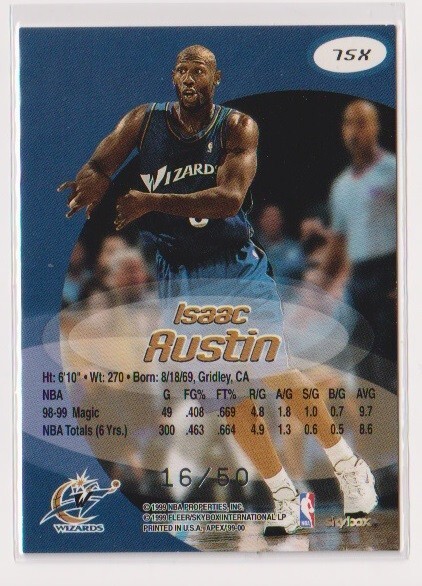 75X
WIZARDS
Isaac
Austin
Ht: 6'10" • Wt: 270 • Born: 8/18/69, Gridley, CA
NBA G FG% FT% R/G A/G S/G B/G AVG
98-99 Magic 49 .408 .669 4.8 1.8 1.0 0.7 9.7
NBA Totals (6 Yrs.) 300 .463 .664 4.9 1.3 0.6 0.5 8.6
16/50
WIZARDS
© 1999 NBA PROPERTIES, INC.
© 1999 FLEER/SKYBOX INTERNATIONAL LP
PRINTED IN U.S.A., APEX/99-00
NBA
skybox